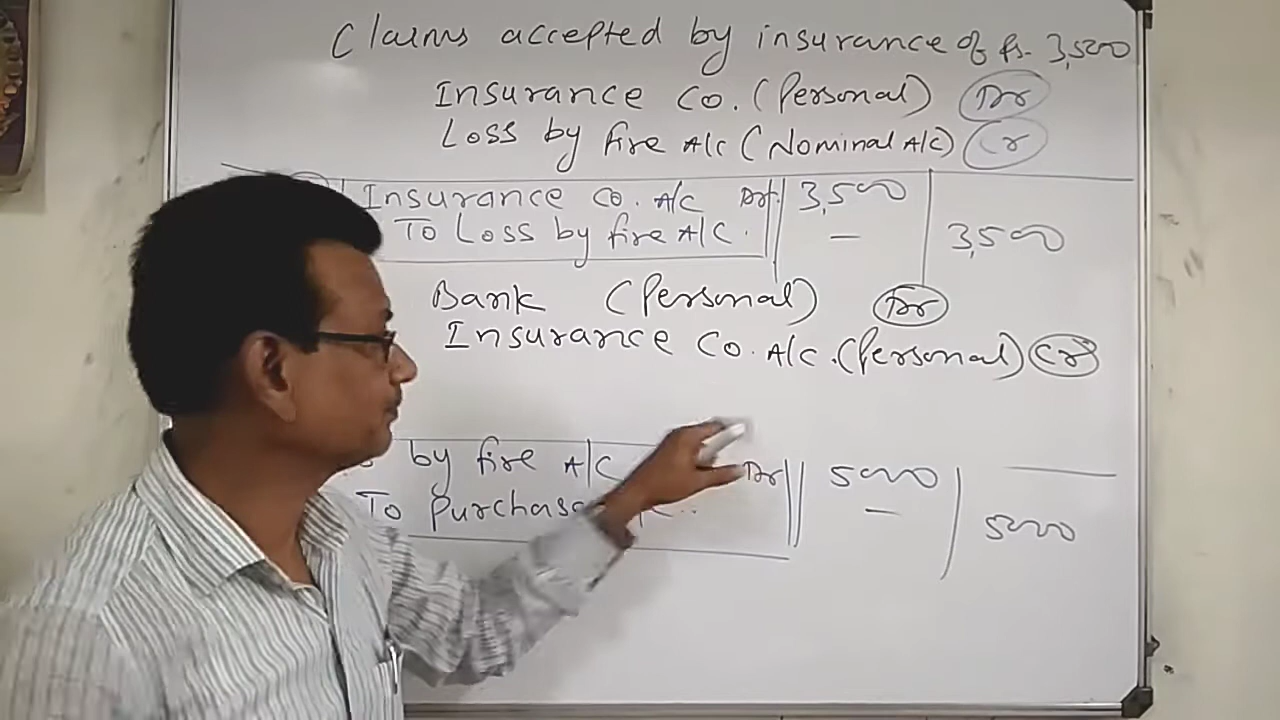 Claims accepted by insurance of Rs. 3,500
Insurance Co. (Personal) Dr
Loss by fire A/c (Nominal A/c) Cr
Insurance Co. A/c Dr. 3,500
To Loss by fire A/C. — 3,500
Bank (Personal) Dr
Insurance Co. A/c. (Personal) Cr
by fire A/C Dr 5000
To Purchase — 5000